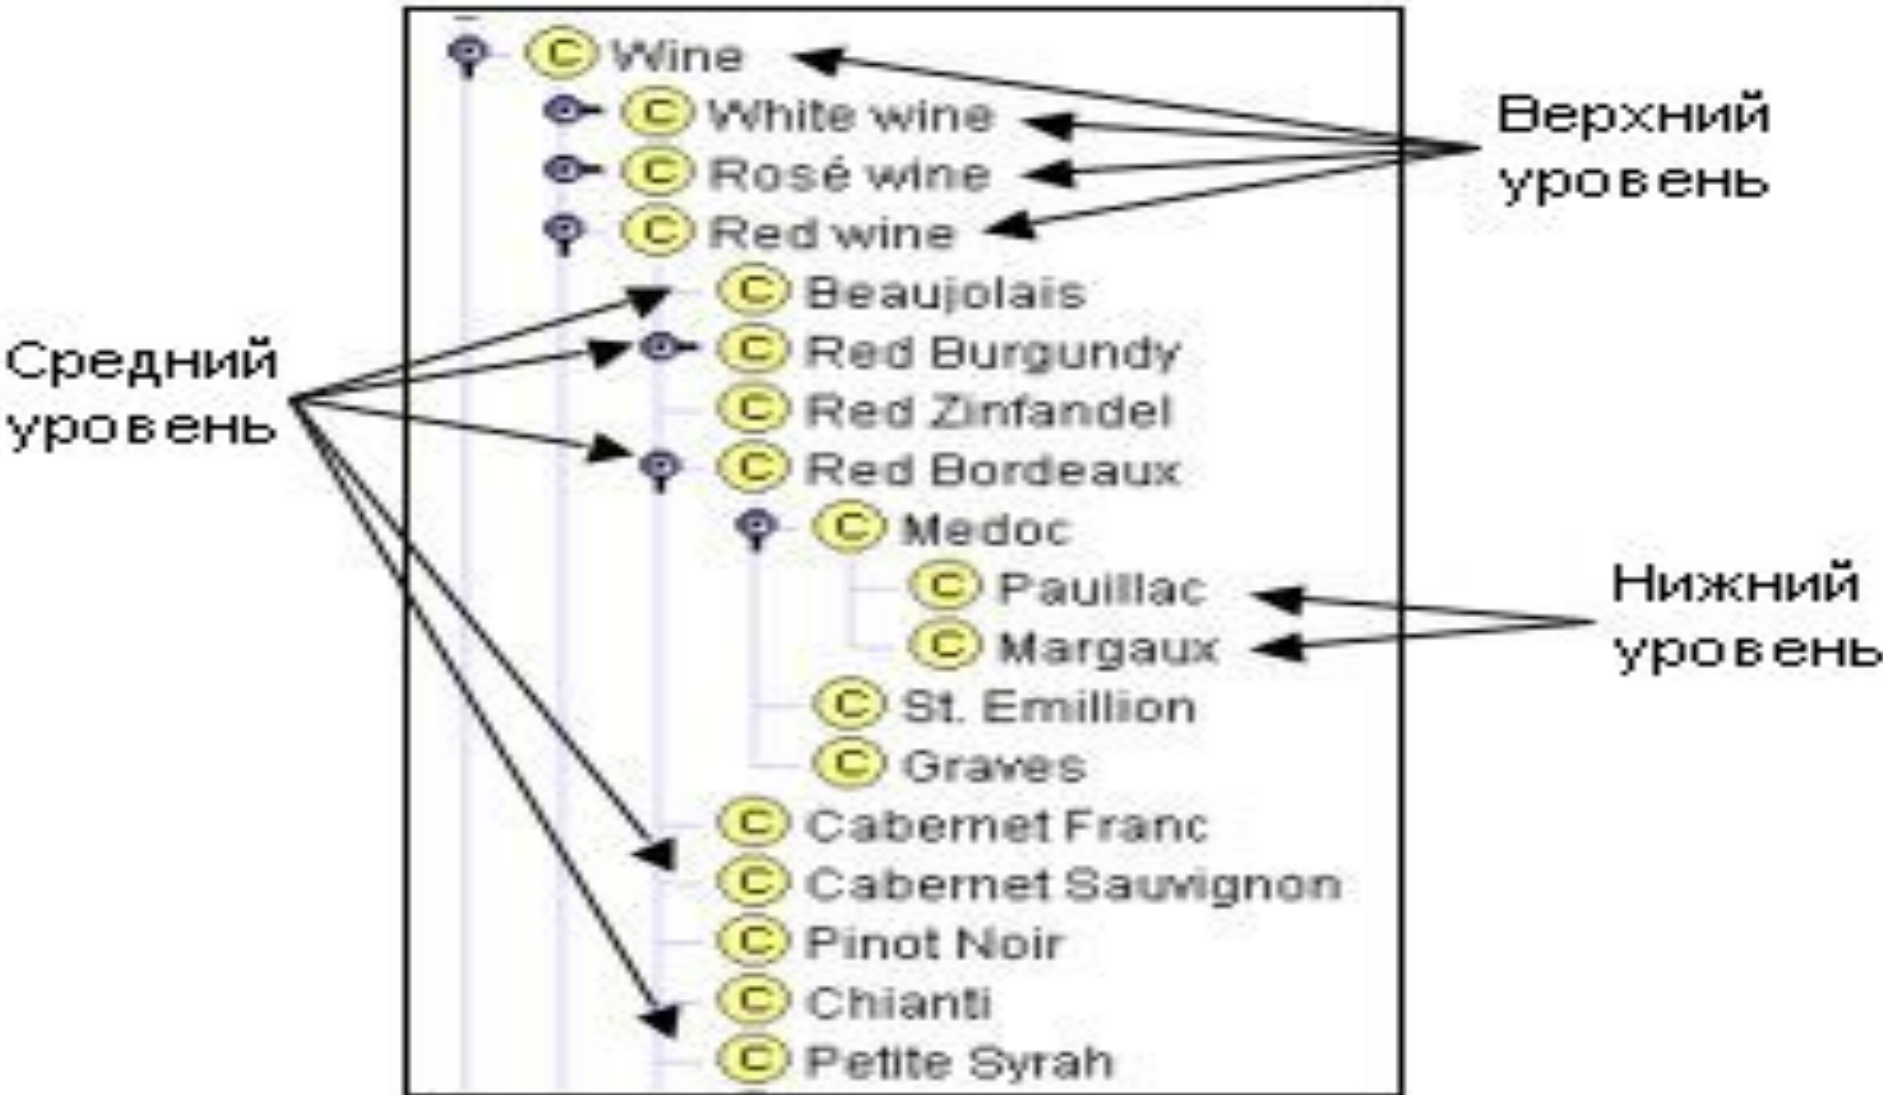 Wine
White wine
Rosé wine
Red wine
Beaujolais
Red Burgundy
Red Zinfandel
Red Bordeaux
Medoc
Pauillac
Margaux
St. Emillion
Graves
Cabernet Franc
Cabernet Sauvignon
Pinot Noir
Chianti
Petite Syrah
Верхний
уровень
Средний
уровень
Нижний
уровень